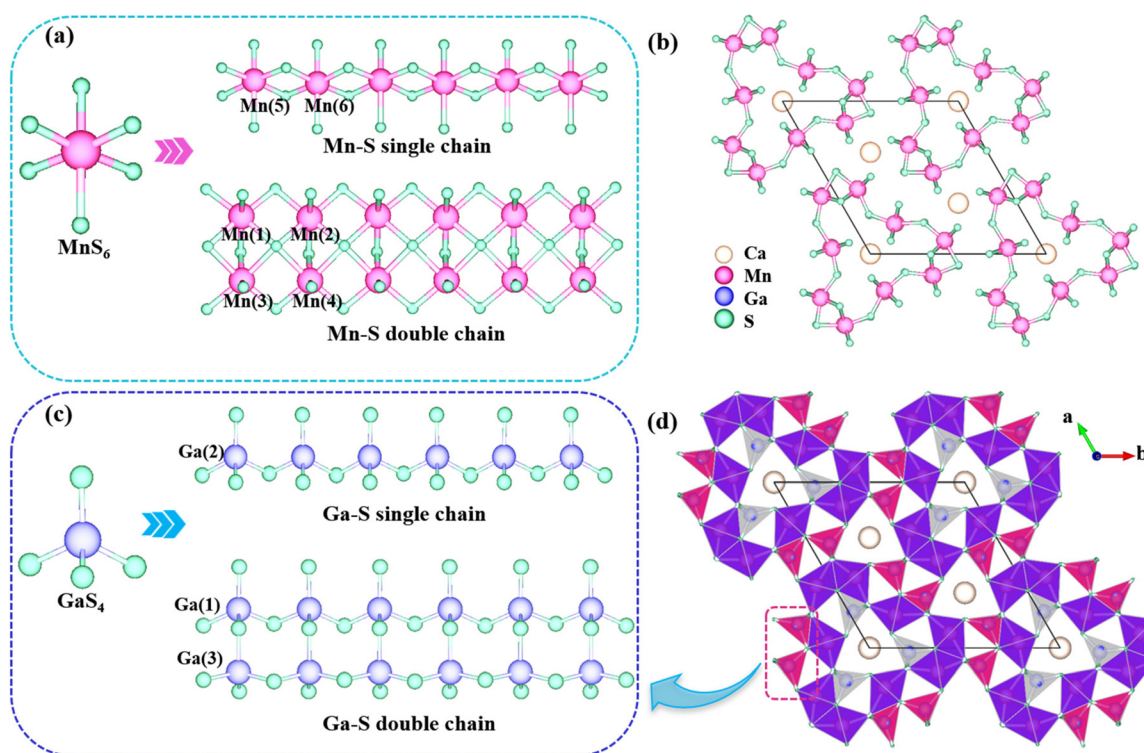 (a)
Mn(5) Mn(6)
Mn-S single chain
MnS6
Mn(1) Mn(2)
Mn(3) Mn(4)
Mn-S double chain
(b)
Ca
Mn
Ga
S
(c)
Ga(2)
Ga-S single chain
GaS4
Ga(1)
Ga(3)
Ga-S double chain
(d)
a
b